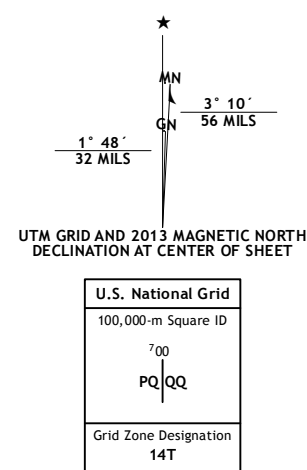 ★
MN
3° 10´
GN
56 MILS
1° 48´
32 MILS
UTM GRID AND 2013 MAGNETIC NORTH
DECLINATION AT CENTER OF SHEET
U.S. National Grid
100,000-m Square ID
⁷00
PQ QQ
Grid Zone Designation
14T